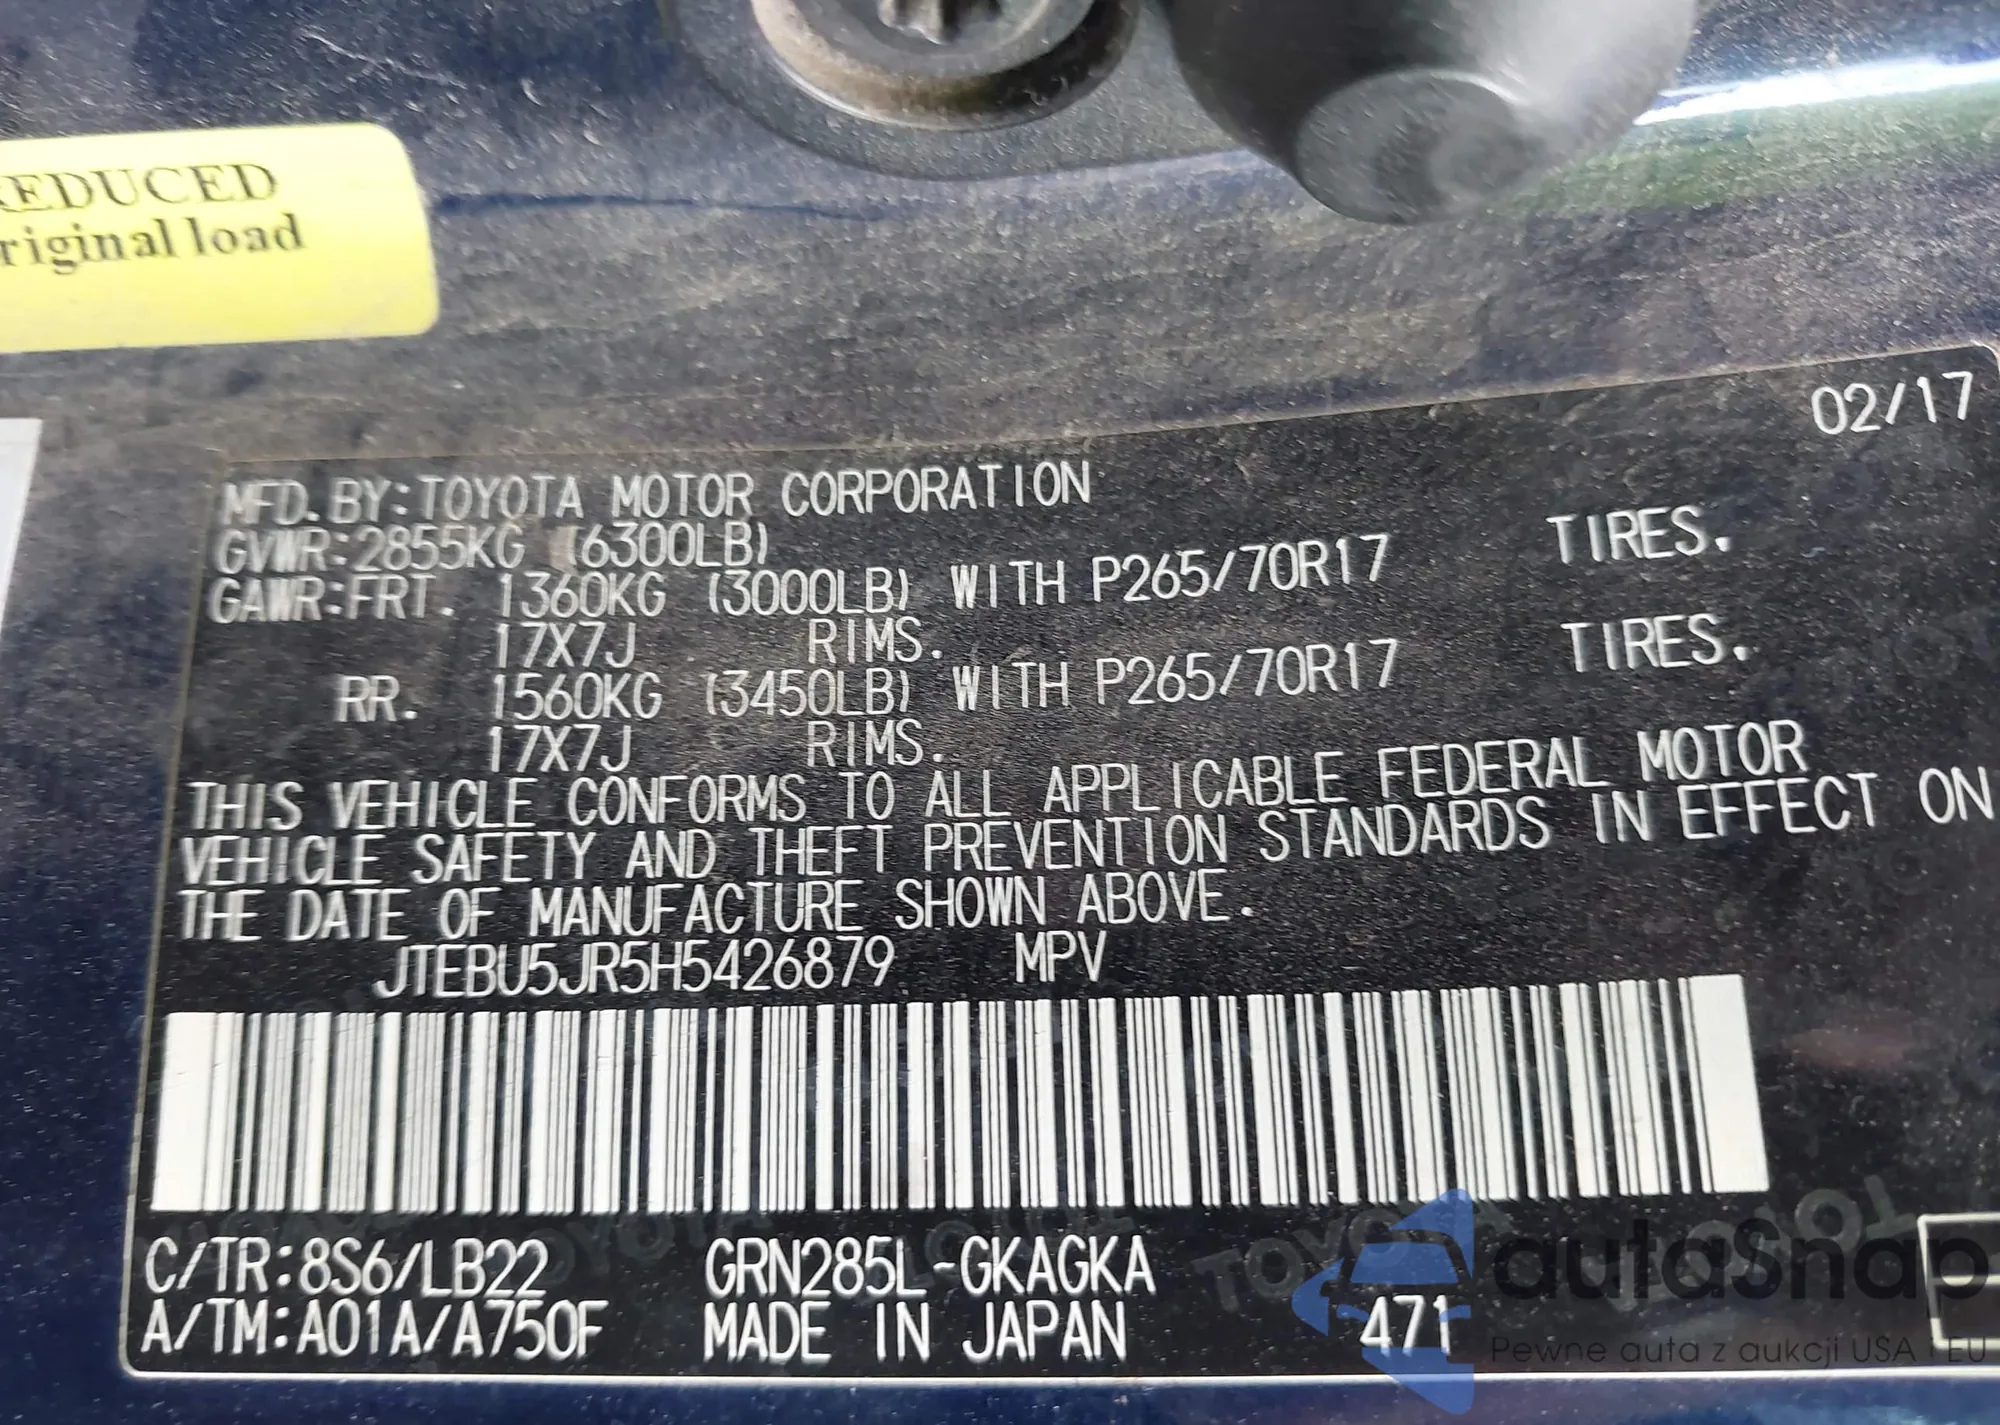 REDUCED
riginal load
02/17
MFD. BY: TOYOTA MOTOR CORPORATION
GVWR: 2855KG (6300LB)
GAWR: FRT. 1360KG (3000LB) WITH P265/70R17 TIRES.
17X7J RIMS.
RR. 1560KG (3450LB) WITH P265/70R17 TIRES.
17X7J RIMS.
THIS VEHICLE CONFORMS TO ALL APPLICABLE FEDERAL MOTOR
VEHICLE SAFETY AND THEFT PREVENTION STANDARDS IN EFFECT ON
THE DATE OF MANUFACTURE SHOWN ABOVE.
JTEBU5JR5H5426879 MPV
C/TR: 8S6/LB22 GRN285L-GKAGKA
A/TM: A01A/A750F MADE IN JAPAN 471
TOYOTA
autoSnap
Pewne auta z aukcji USA i EU